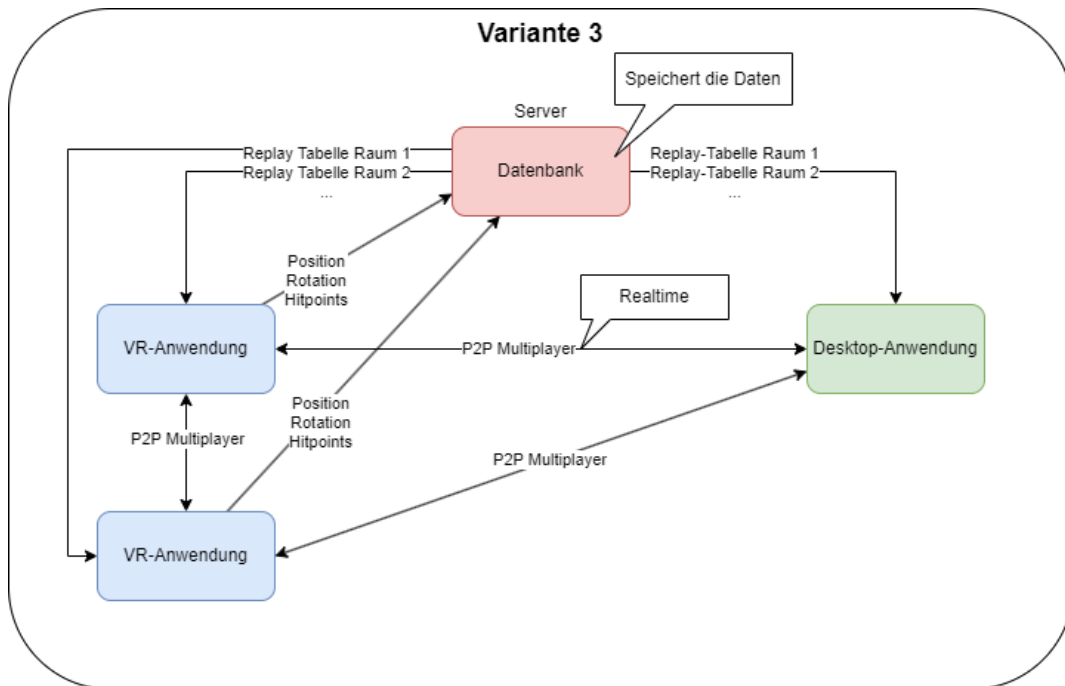 Variante 3
Speichert die Daten
Server
Datenbank
Replay Tabelle Raum 1
Replay Tabelle Raum 2
...
Replay-Tabelle Raum 1
Replay-Tabelle Raum 2
...
Position
Rotation
Hitpoints
Realtime
VR-Anwendung
P2P Multiplayer
Desktop-Anwendung
Position
Rotation
Hitpoints
P2P Multiplayer
P2P Multiplayer
VR-Anwendung